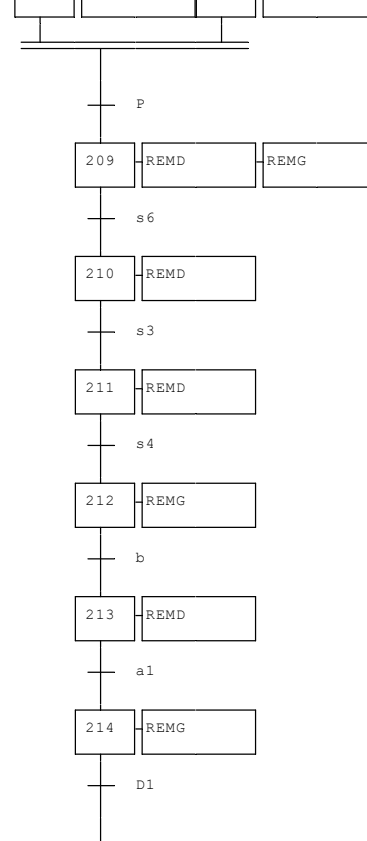 P
209 REMD REMG
s6
210 REMD
s3
211 REMD
s4
212 REMG
b
213 REMD
a1
214 REMG
D1